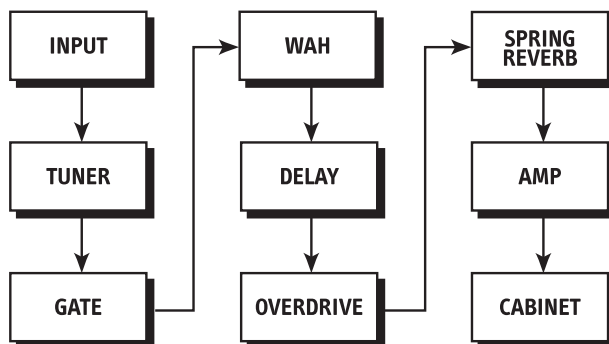 INPUT
TUNER
GATE
WAH
DELAY
OVERDRIVE
SPRING
REVERB
AMP
CABINET